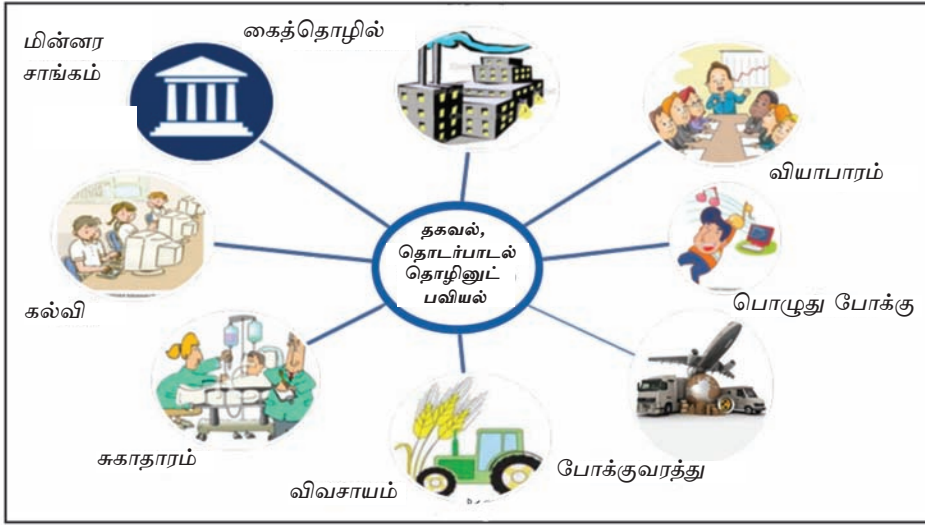 மின்னர
சாங்கம்
கைத்தொழில்
வியாபாரம்
தகவல்,
தொடர்பாடல்
தொழினுட்
பவியல்
கல்வி
பொழுது போக்கு
சுகாதாரம்
விவசாயம்
போக்குவரத்து